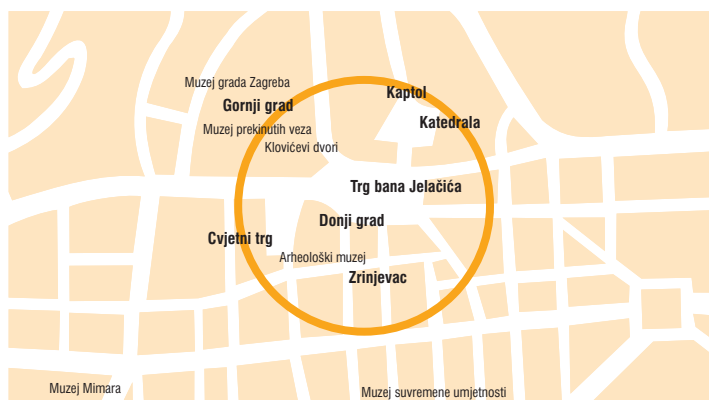 Muzej grada Zagreba
Kaptol
Gornji grad
Katedrala
Muzej prekinutih veza
Klovićevi dvori
Trg bana Jelačića
Donji grad
Cvjetni trg
Arheološki muzej
Zrinjevac
Muzej Mimara
Muzej suvremene umjetnosti